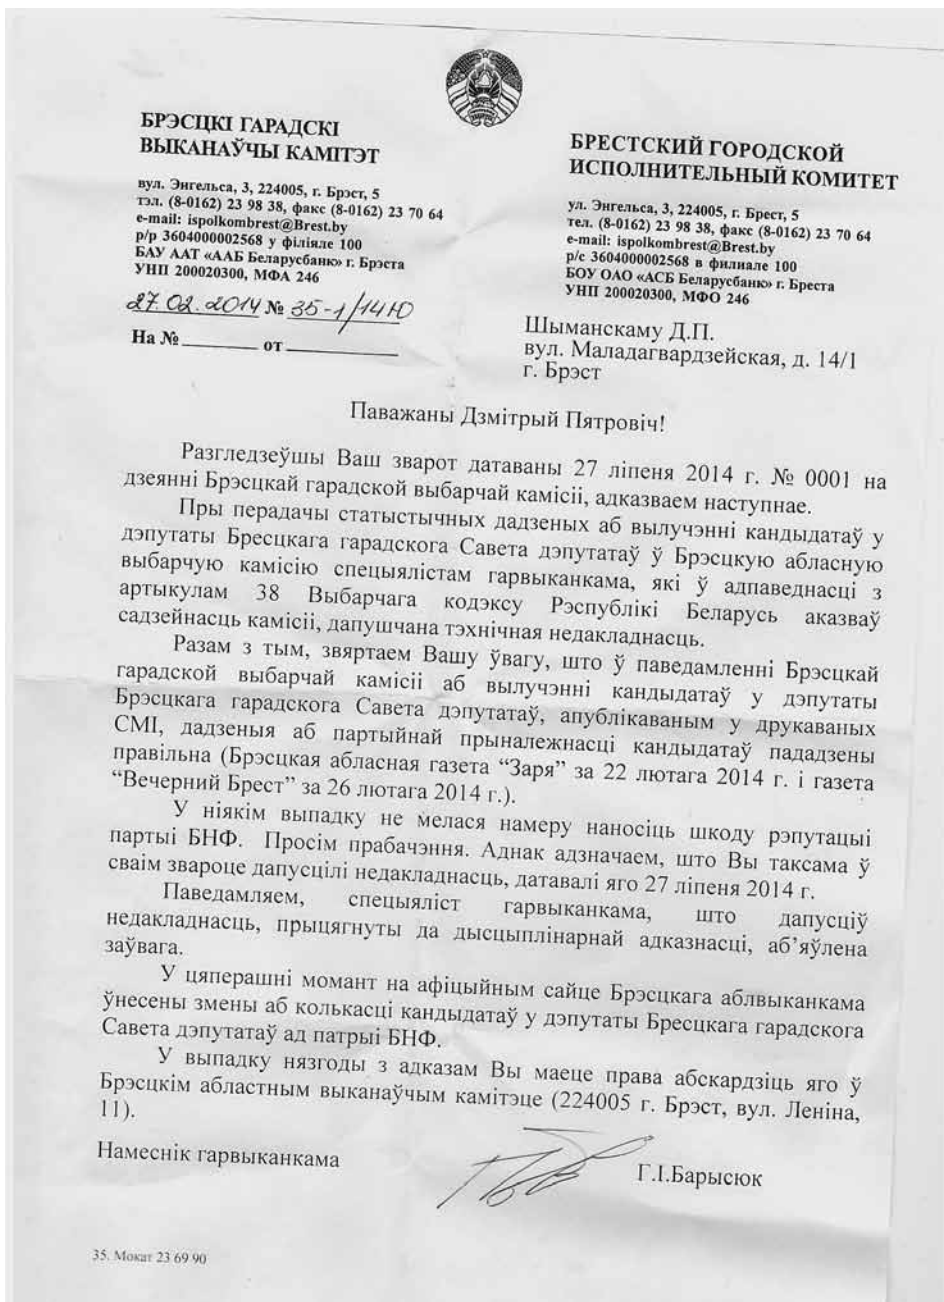 БРЭСЦКІ ГАРАДСКІ
ВЫКАНАЎЧЫ КАМІТЭТ
вул. Энгельса, 3, 224005, г. Брэст, 5
тэл. (8-0162) 23 98 38, факс (8-0162) 23 70 64
e-mail: ispolkombrest@Brest.by
р/р 3604000002568 у філіяле 100
БАУ ААТ «ААБ Беларусбанк» г. Брэста
УНП 200020300, МФА 246
27.02.2014 № 35-1/14Ю
На № ________ от ____________
БРЕСТСКИЙ ГОРОДСКОЙ
ИСПОЛНИТЕЛЬНЫЙ КОМИТЕТ
ул. Энгельса, 3, 224005, г. Брест, 5
тел. (8-0162) 23 98 38, факс (8-0162) 23 70 64
e-mail: ispolkombrest@Brest.by
р/с 3604000002568 в филиале 100
БОУ ОАО «АСБ Беларусбанк» г. Бреста
УНП 200020300, МФО 246
Шыманскаму Д.П.
вул. Маладагвардзейская, д. 14/1
г. Брэст
Паважаны Дзмітрый Пятровіч!
Разгледзеўшы Ваш зварот датаваны 27 ліпеня 2014 г. № 0001 на
дзеянні Брэсцкай гарадской выбарчай камісіі, адказваем наступнае.
Пры перадачы статыстычных дадзеных аб вылучэнні кандыдатаў у
дэпутаты Бресцкага гарадскога Савета дэпутатаў ў Брэсцкую абласную
выбарчую камісію спецыялістам гарвыканкама, які ў адпаведнасці з
артыкулам 38 Выбарчага кодэксу Рэспублікі Беларусь аказваў
садзейнасць камісіі, дапушчана тэхнічная недакладнасць.
Разам з тым, звяртаем Вашу ўвагу, што ў паведамленні Брэсцкай
гарадской выбарчай камісіі аб вылучэнні кандыдатаў у дэпутаты
Брэсцкага гарадскога Савета дэпутатаў, апублікаваным у друкаваных
СМІ, дадзеныя аб партыйнай прыналежнасці кандыдатаў пададзены
правільна (Брэсцкая абласная газета “Заря” за 22 лютага 2014 г. і газета
“Вечерний Брест” за 26 лютага 2014 г.).
У ніякім выпадку не мелася намеру наносіць шкоду рэпутацыі
партыі БНФ. Просім прабачэння. Аднак адзначаем, што Вы таксама ў
сваім звароце дапусцілі недакладнасць, датавалі яго 27 ліпеня 2014 г.
Паведамляем, спецыяліст гарвыканкама, што дапусціў
недакладнасць, прыцягнуты да дысцыплінарнай адказнасці, аб’яўлена
заўвага.
У цяперашні момант на афіцыйным сайце Брэсцкага аблвыканкама
ўнесены змены аб колькасці кандыдатаў у дэпутаты Бресцкага гарадскога
Савета дэпутатаў ад патрыі БНФ.
У выпадку нязгоды з адказам Вы маеце права абскардзіць яго ў
Брэсцкім абластным выканаўчым камітэце (224005 г. Брэст, вул. Леніна,
11).
Намеснік гарвыканкама Г.І.Барысюк
35. Мокат 23 69 90